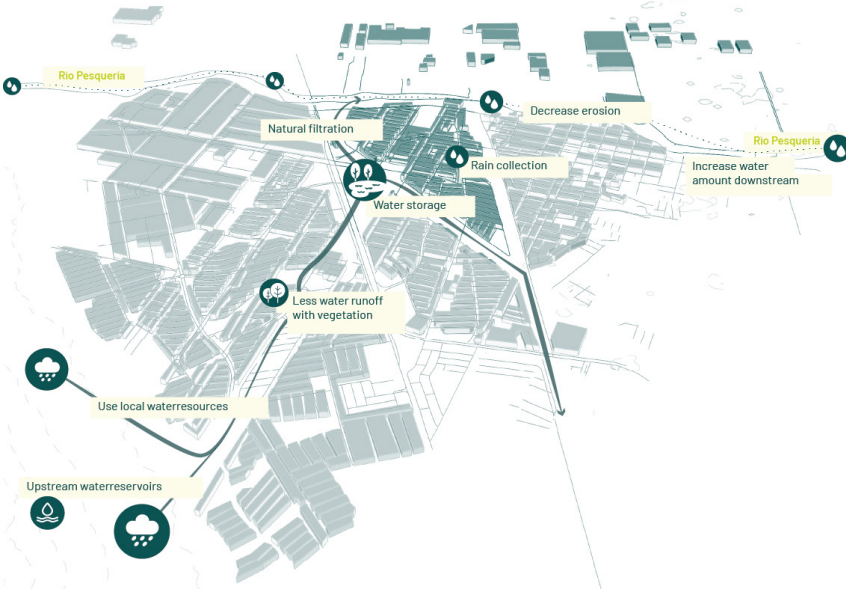 Rio Pesqueria
Decrease erosion
Natural filtration
Rio Pesqueria
Rain collection
Increase water
amount downstream
Water storage
Less water runoff
with vegetation
Use local waterresources
Upstream waterreservoirs